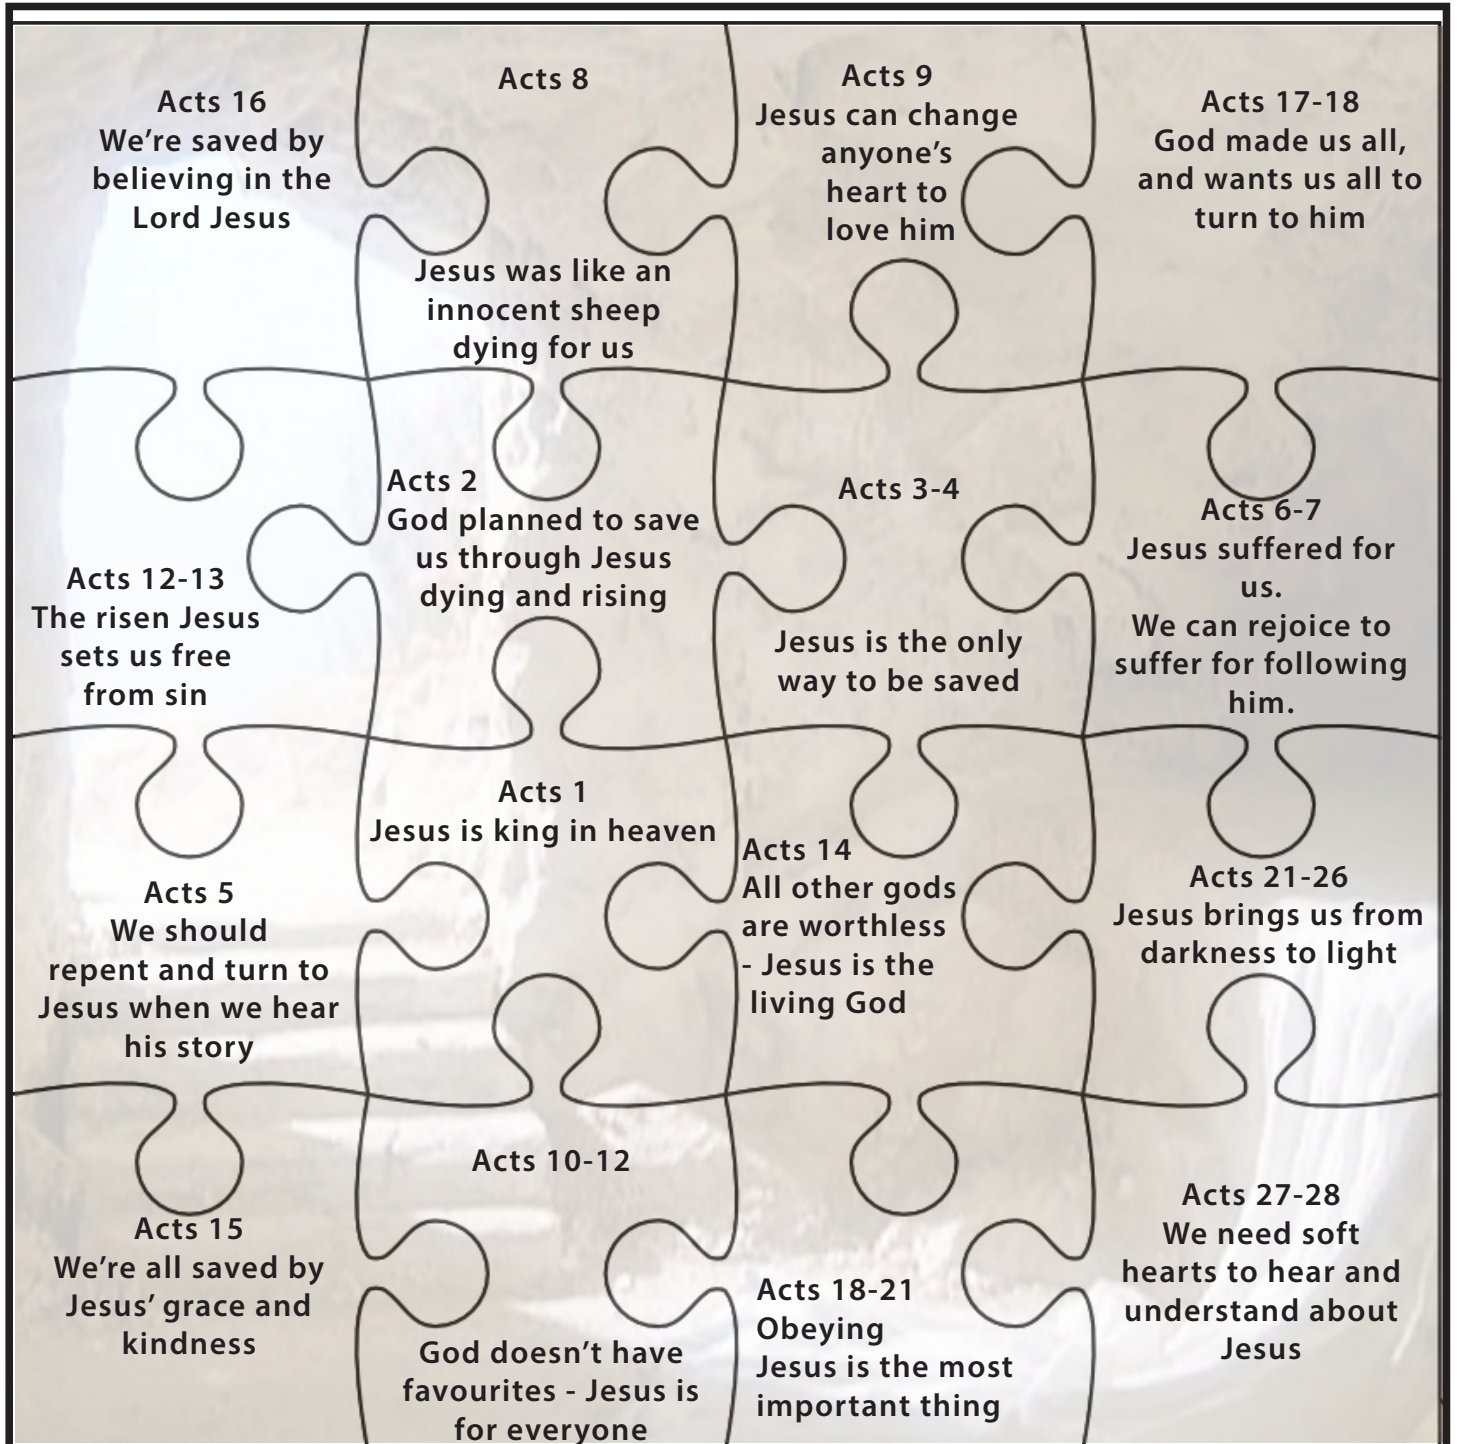 Acts 16
We’re saved by
believing in the
Lord Jesus
Acts 8
Jesus was like an
innocent sheep
dying for us
Acts 9
Jesus can change
anyone’s
heart to
love him
Acts 17-18
God made us all,
and wants us all to
turn to him
Acts 12-13
The risen Jesus
sets us free
from sin
Acts 2
God planned to save
us through Jesus
dying and rising
Acts 3-4
Jesus is the only
way to be saved
Acts 6-7
Jesus suffered for
us.
We can rejoice to
suffer for following
him.
Acts 5
We should
repent and turn to
Jesus when we hear
his story
Acts 1
Jesus is king in heaven
Acts 14
All other gods
are worthless
- Jesus is the
living God
Acts 21-26
Jesus brings us from
darkness to light
Acts 15
We’re all saved by
Jesus’ grace and
kindness
Acts 10-12
God doesn’t have
favourites - Jesus is
for everyone
Acts 18-21
Obeying
Jesus is the most
important thing
Acts 27-28
We need soft
hearts to hear and
understand about
Jesus